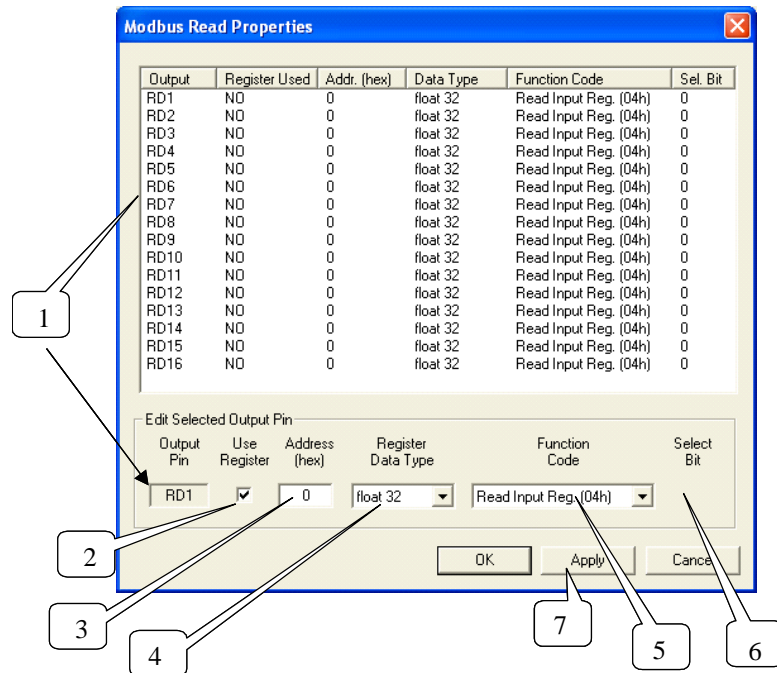 Modbus Read Properties
Output Register Used Addr. (hex) Data Type Function Code Sel. Bit
RD1 NO 0 float 32 Read Input Reg. (04h) 0
RD2 NO 0 float 32 Read Input Reg. (04h) 0
RD3 NO 0 float 32 Read Input Reg. (04h) 0
RD4 NO 0 float 32 Read Input Reg. (04h) 0
RD5 NO 0 float 32 Read Input Reg. (04h) 0
RD6 NO 0 float 32 Read Input Reg. (04h) 0
RD7 NO 0 float 32 Read Input Reg. (04h) 0
RD8 NO 0 float 32 Read Input Reg. (04h) 0
RD9 NO 0 float 32 Read Input Reg. (04h) 0
RD10 NO 0 float 32 Read Input Reg. (04h) 0
RD11 NO 0 float 32 Read Input Reg. (04h) 0
RD12 NO 0 float 32 Read Input Reg. (04h) 0
RD13 NO 0 float 32 Read Input Reg. (04h) 0
RD14 NO 0 float 32 Read Input Reg. (04h) 0
RD15 NO 0 float 32 Read Input Reg. (04h) 0
RD16 NO 0 float 32 Read Input Reg. (04h) 0
1
Edit Selected Output Pin
Output Use Address Register Function Select
Pin Register (hex) Data Type Code Bit
RD1 0 float 32 Read Input Reg. (04h)
OK Apply Cancel
2
3
4
7
5
6